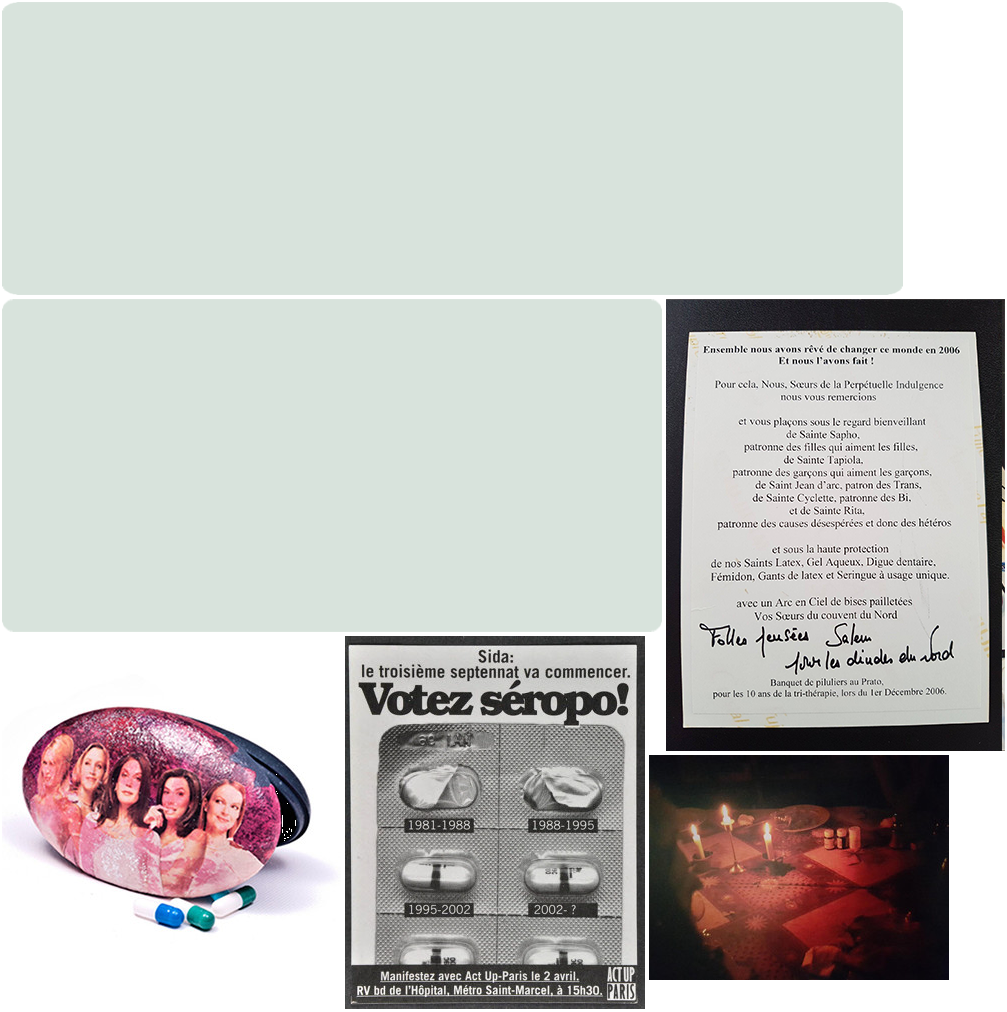 Ensemble nous avons rêvé de changer ce monde en 2006
Et nous l'avons fait !
Pour cela, Nous, Sœurs de la Perpétuelle Indulgence
nous vous remercions
et vous plaçons sous le regard bienveillant
de Sainte Sapho,
patronne des filles qui aiment les filles,
de Sainte Tapiola,
patronne des garçons qui aiment les garçons,
de Saint Jean d'arc, patron des Trans,
de Sainte Cyclette, patronne des Bi,
et de Sainte Rita,
patronne des causes désespérées et donc des hétéros
et sous la haute protection
de nos Saints Latex, Gel Aqueux, Digue dentaire,
Fémidon, Gants de latex et Seringue à usage unique.
avec un Arc en Ciel de bises pailletées
Vos Sœurs du couvent du Nord
Folles pensées
pour les dindes du Nord
Banquet de piluliers au Prato,
pour les 10 ans de la tri-thérapie, lors du 1er Décembre 2006.
Sida:
le troisième septennat va commencer.
Votez séropo!
1981-1988
1988-1995
1995-2002
2002- ?
Manifestez avec Act Up-Paris le 2 avril.
RV bd de l'Hôpital, Métro Saint-Marcel, à 15h30.
ACT UP
PARIS